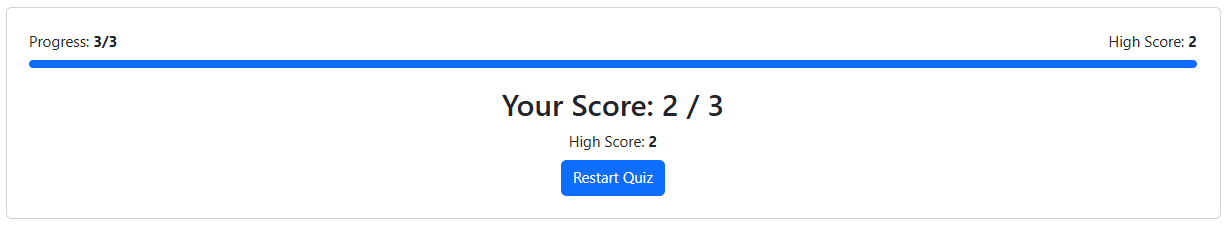 Progress: 3/3 High Score: 2
Your Score: 2 / 3
High Score: 2
Restart Quiz